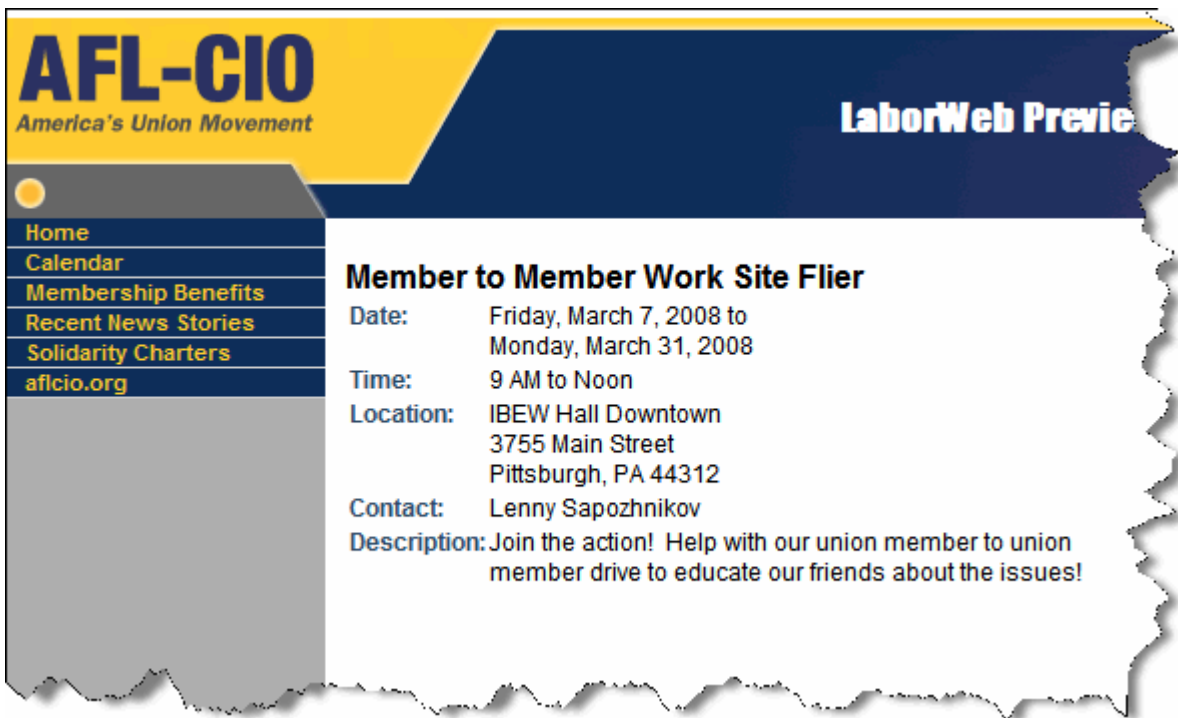 AFL-CIO
America's Union Movement
LaborWeb Previe
Home
Calendar
Membership Benefits
Recent News Stories
Solidarity Charters
aflcio.org
Member to Member Work Site Flier
Date: Friday, March 7, 2008 to
Monday, March 31, 2008
Time: 9 AM to Noon
Location: IBEW Hall Downtown
3755 Main Street
Pittsburgh, PA 44312
Contact: Lenny Sapozhnikov
Description: Join the action! Help with our union member to union
member drive to educate our friends about the issues!